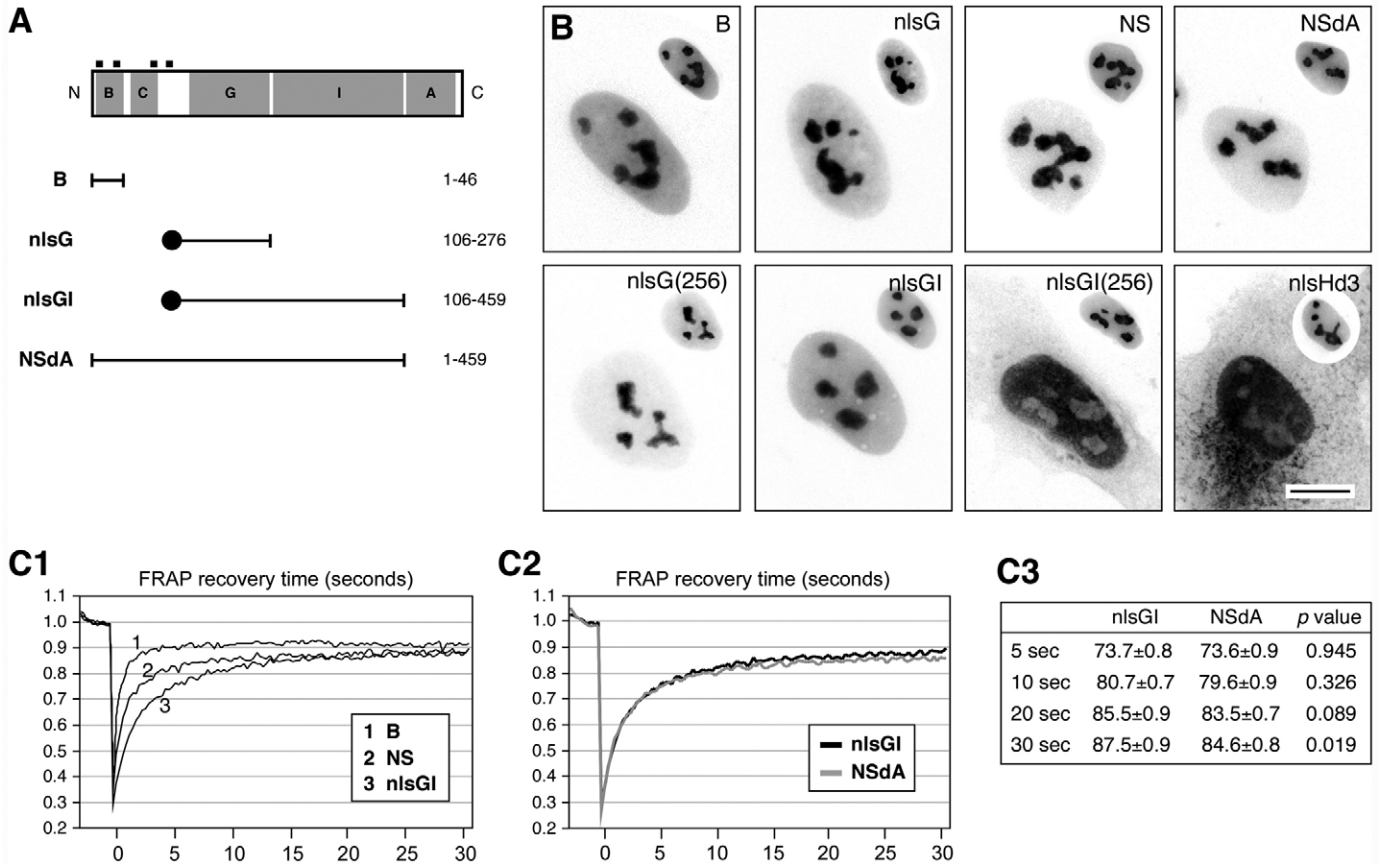 A
N B C G I A C
B 1-46
nlsG 106-276
nlsGI 106-459
NSdA 1-459
B
B nlsG NS NSdA
nlsG(256) nlsGI nlsGI(256) nlsHd3
C1
FRAP recovery time (seconds)
1.1
1.0
0.9
0.8
0.7
0.6
0.5
0.4
0.3
0.2
1
2
3
1 B
2 NS
3 nlsGI
0 5 10 15 20 25 30
C2
FRAP recovery time (seconds)
1.1
1.0
0.9
0.8
0.7
0.6
0.5
0.4
0.3
0.2
nlsGI
NSdA
0 5 10 15 20 25 30
C3
nlsGI NSdA p value
5 sec 73.7±0.8 73.6±0.9 0.945
10 sec 80.7±0.7 79.6±0.9 0.326
20 sec 85.5±0.9 83.5±0.7 0.089
30 sec 87.5±0.9 84.6±0.8 0.019